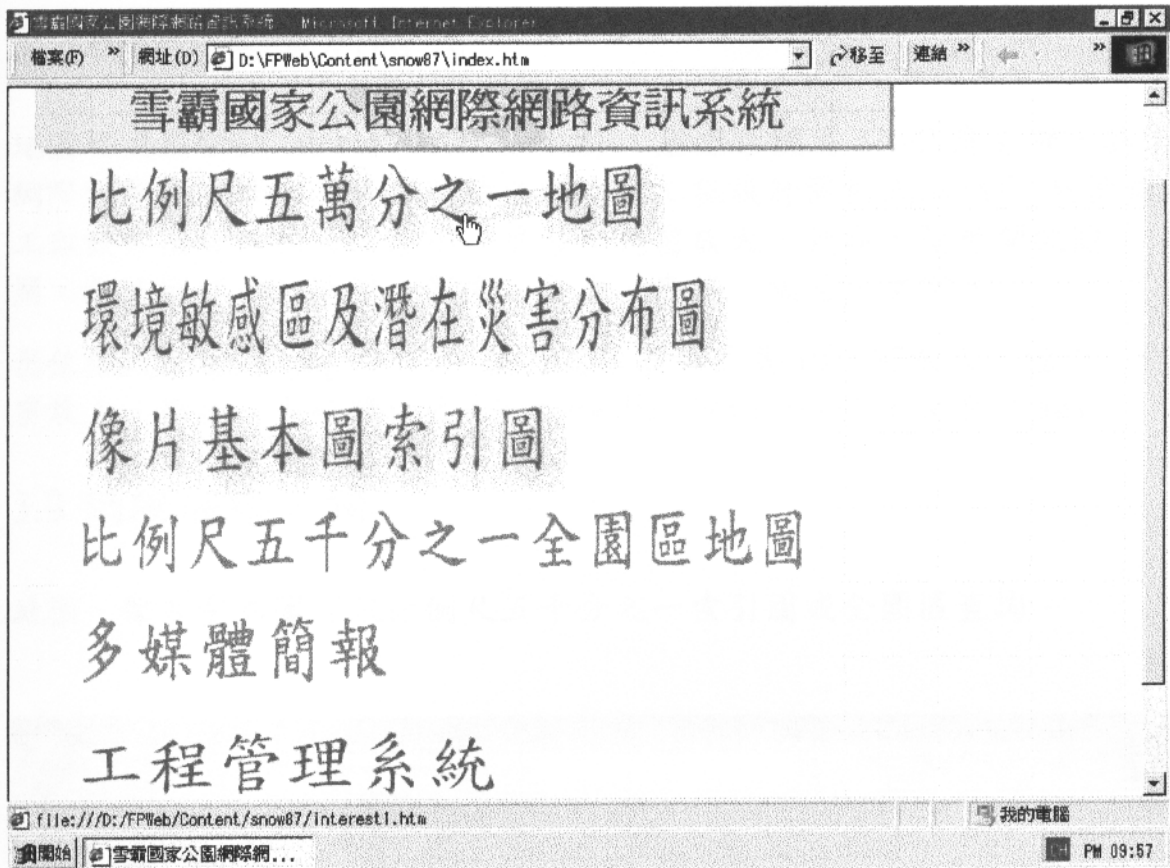 雪霸國家公園網際網路資訊系統 - Microsoft Internet Explorer
檔案(F) » 網址(D) D:\FPWeb\Content\snow87\index.htm 移至 連結 » »
雪霸國家公園網際網路資訊系統
比例尺五萬分之一地圖
環境敏感區及潛在災害分布圖
像片基本圖索引圖
比例尺五千分之一全園區地圖
多媒體簡報
工程管理系統
file:///D:/FPWeb/Content/snow87/interest1.htm 我的電腦
開始 雪霸國家公園網際網... CH PM 09:57